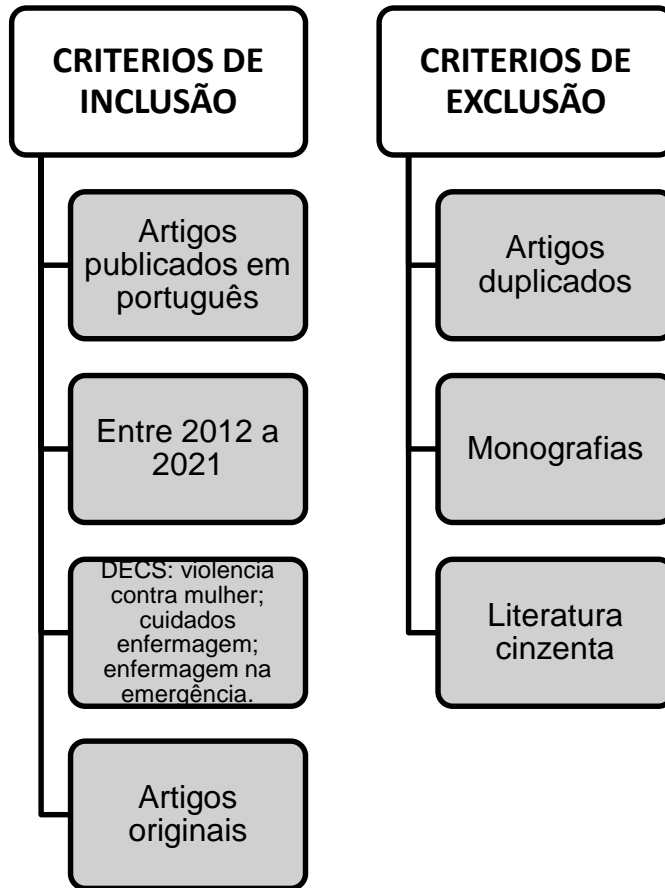 CRITERIOS DE
INCLUSÃO
Artigos
publicados em
português
Entre 2012 a
2021
DECS: violencia
contra mulher;
cuidados
enfermagem;
enfermagem na
emergência.
Artigos
originais
CRITERIOS DE
EXCLUSÃO
Artigos
duplicados
Monografias
Literatura
cinzenta